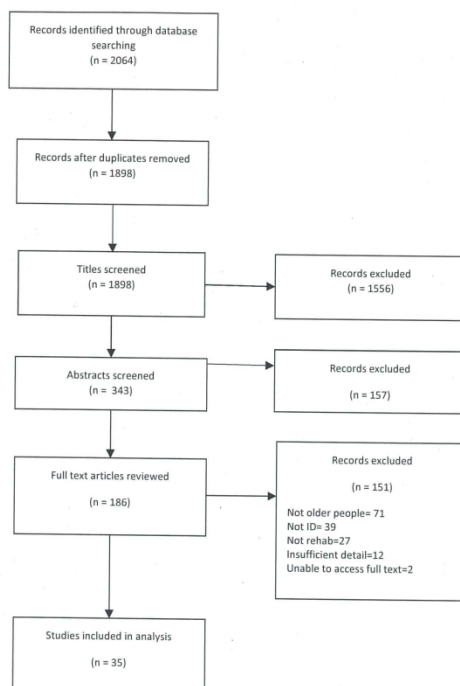 Records identified through database
searching
(n = 2064)
Records after duplicates removed
(n = 1898)
Titles screened
(n = 1898)
Records excluded
(n = 1556)
Abstracts screened
(n = 343)
Records excluded
(n = 157)
Full text articles reviewed
(n = 186)
Records excluded
(n = 151)
Not older people= 71
Not ID= 39
Not rehab=27
Insufficient detail=12
Unable to access full text=2
Studies included in analysis
(n = 35)